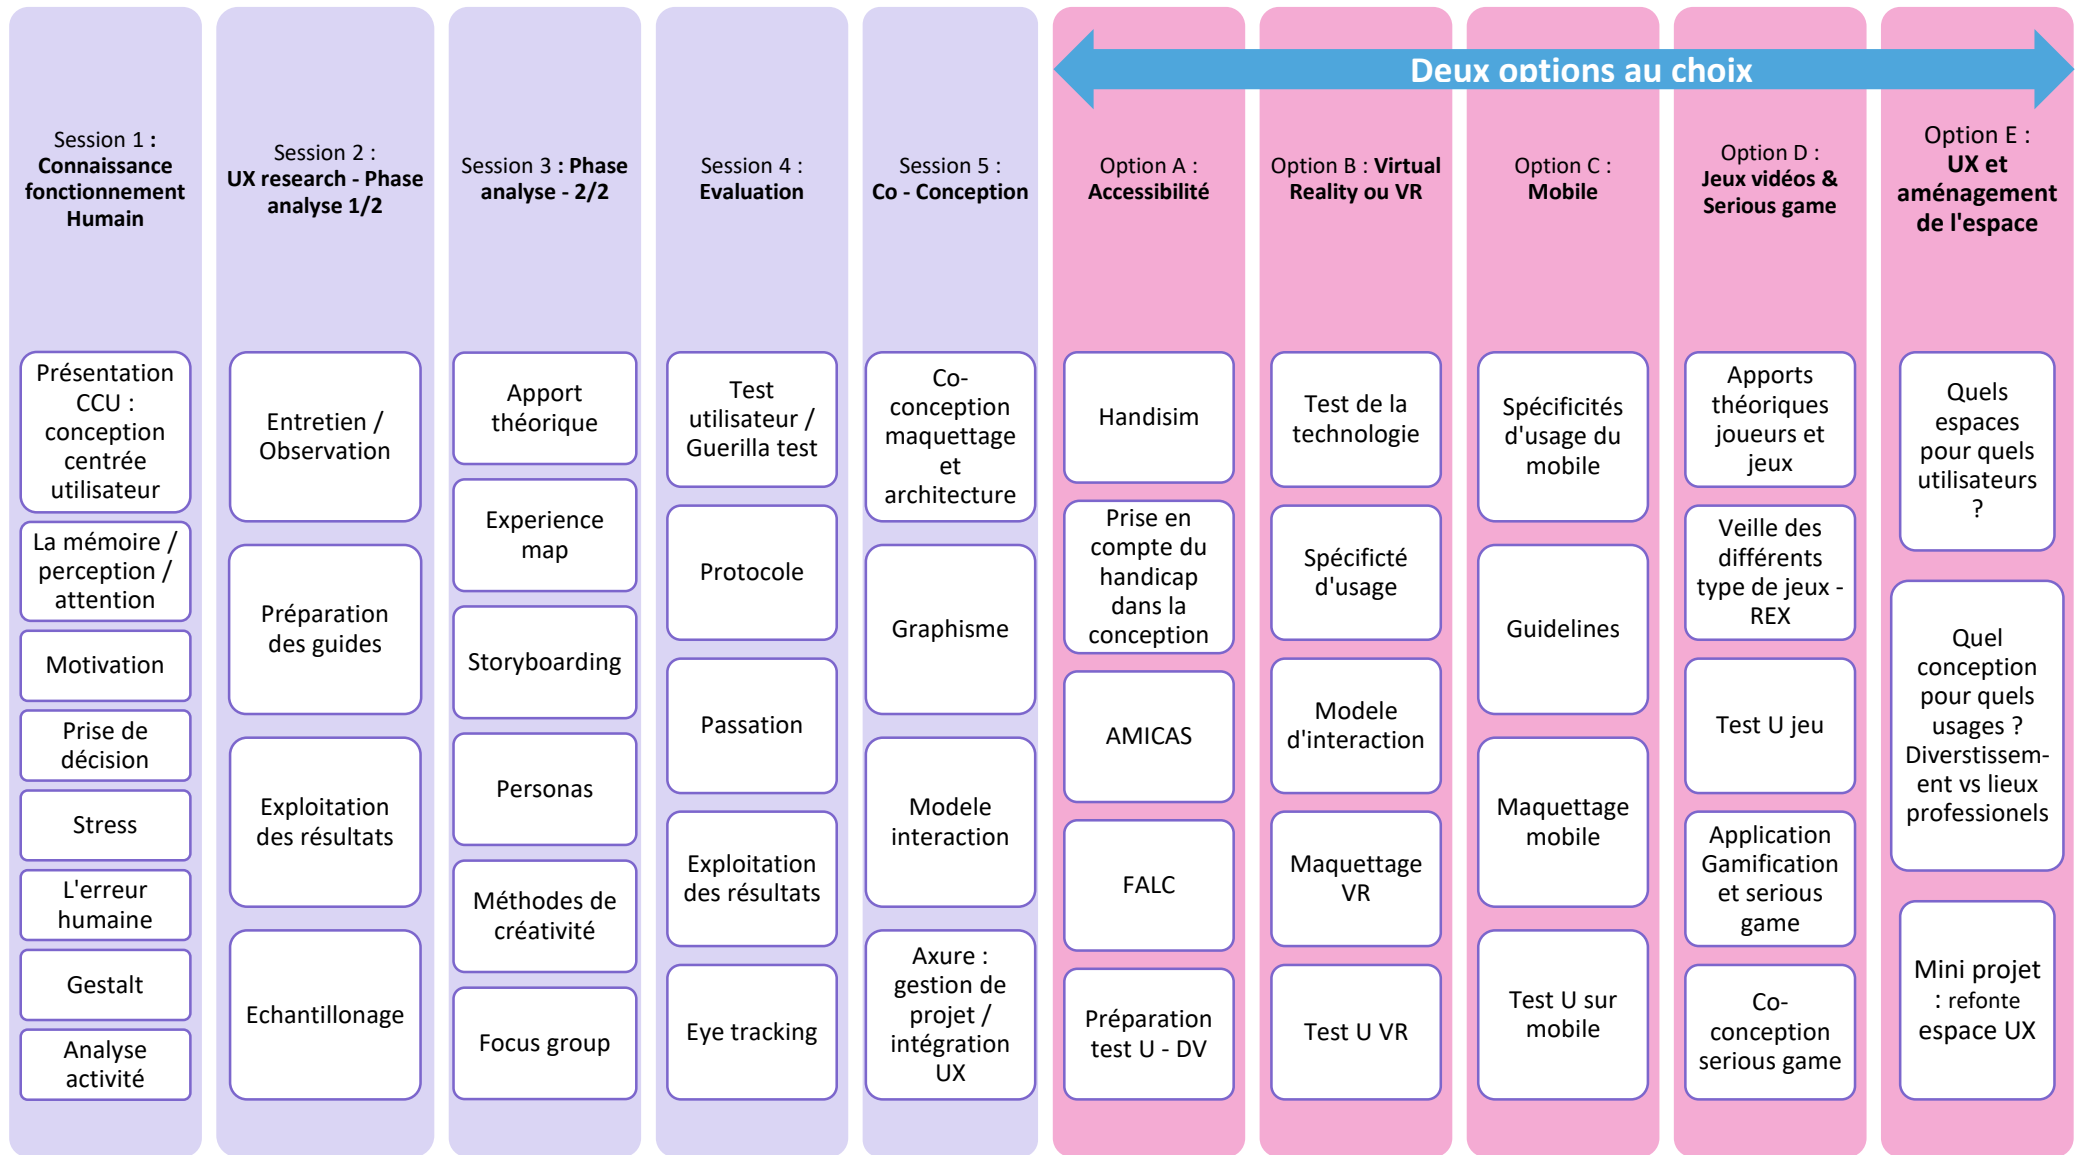 Deux options au choix
Session 1 :
Connaissance
fonctionnement
Humain
Présentation
CCU :
conception
centrée
utilisateur
La mémoire /
perception /
attention
Motivation
Prise de
décision
Stress
L'erreur
humaine
Gestalt
Analyse
activité
Session 2 :
UX research - Phase
analyse 1/2
Entretien /
Observation
Préparation
des guides
Exploitation
des résultats
Echantillonage
Session 3 : Phase
analyse - 2/2
Apport
théorique
Experience
map
Storyboarding
Personas
Méthodes de
créativité
Focus group
Session 4 :
Evaluation
Test
utilisateur /
Guerilla test
Protocole
Passation
Exploitation
des résultats
Eye tracking
Session 5 :
Co - Conception
Co-
conception
maquettage
et
architecture
Graphisme
Modele
interaction
Axure :
gestion de
projet /
intégration
UX
Option A :
Accessibilité
Handisim
Prise en
compte du
handicap
dans la
conception
AMICAS
FALC
Préparation
test U - DV
Option B : Virtual
Reality ou VR
Test de la
technologie
Spécificté
d'usage
Modele
d'interaction
Maquettage
VR
Test U VR
Option C :
Mobile
Spécificités
d'usage du
mobile
Guidelines
Maquettage
mobile
Test U sur
mobile
Option D :
Jeux vidéos &
Serious game
Apports
théoriques
joueurs et
jeux
Veille des
différents
type de jeux -
REX
Test U jeu
Application
Gamification
et serious
game
Co-
conception
serious game
Option E :
UX et
aménagement
de l'espace
Quels
espaces
pour quels
utilisateurs
?
Quel
conception
pour quels
usages ?
Diverstissem-
ent vs lieux
professionels
Mini projet
: refonte
espace UX